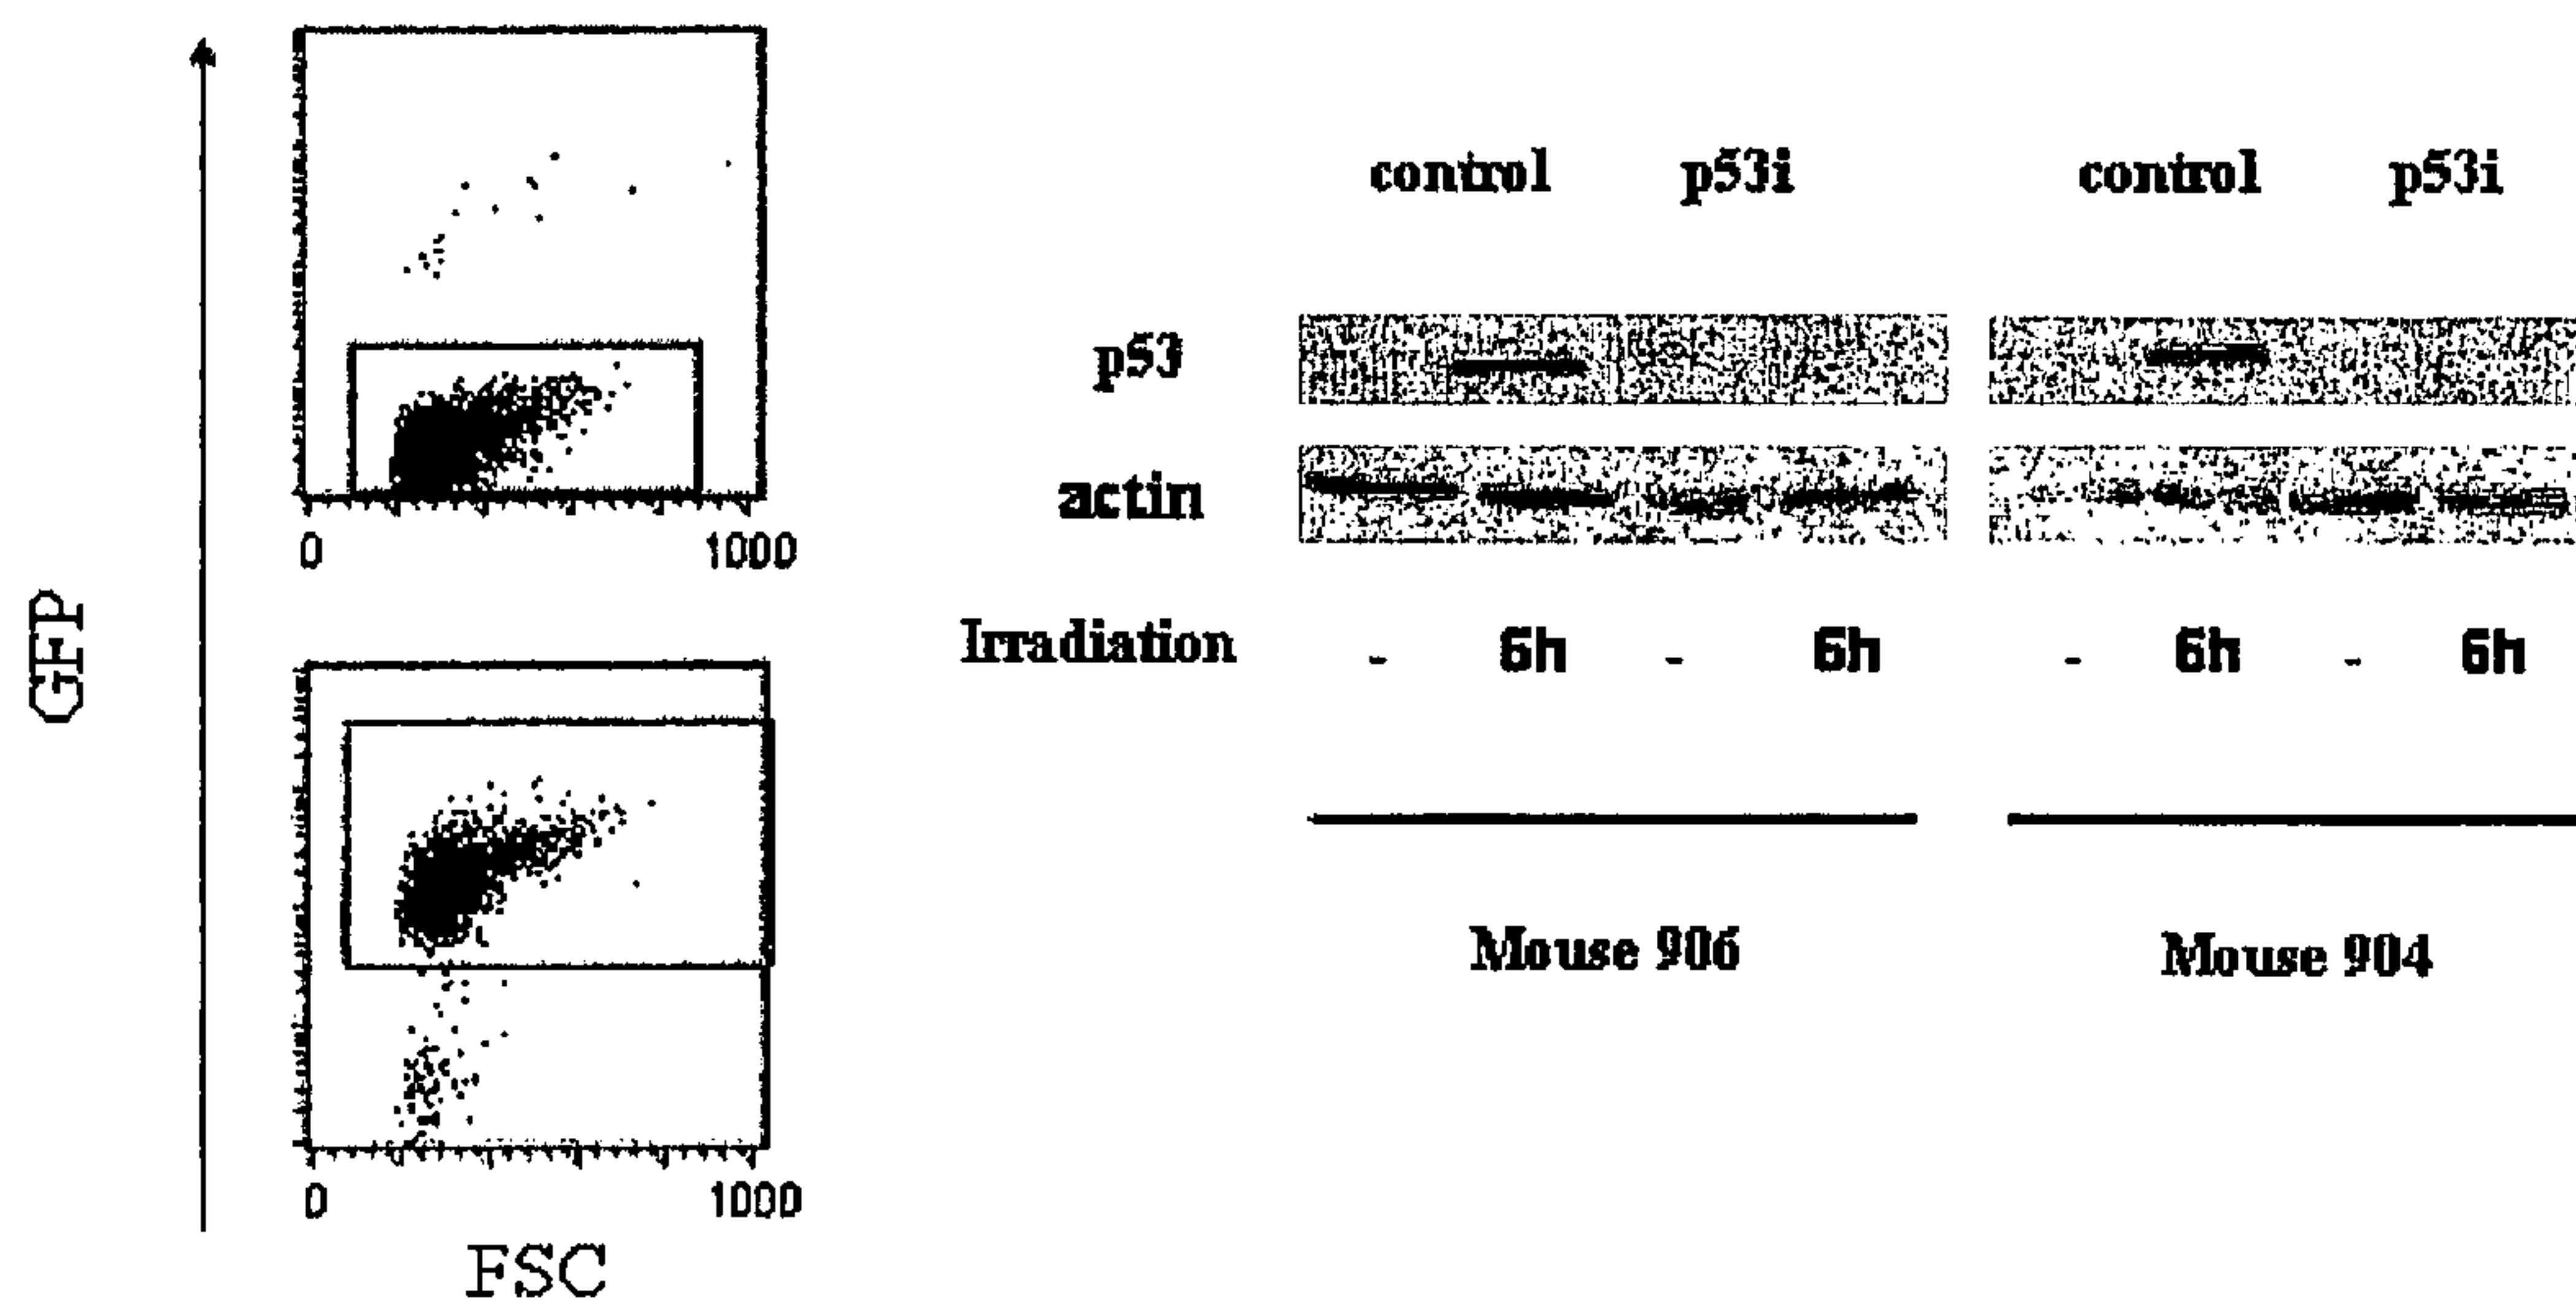 GFP
0 1000
0 1000
FSC
control p53i control p53i
p53
actin
Irradiation - 6h - 6h - 6h - 6h
Mouse 906 Mouse 904